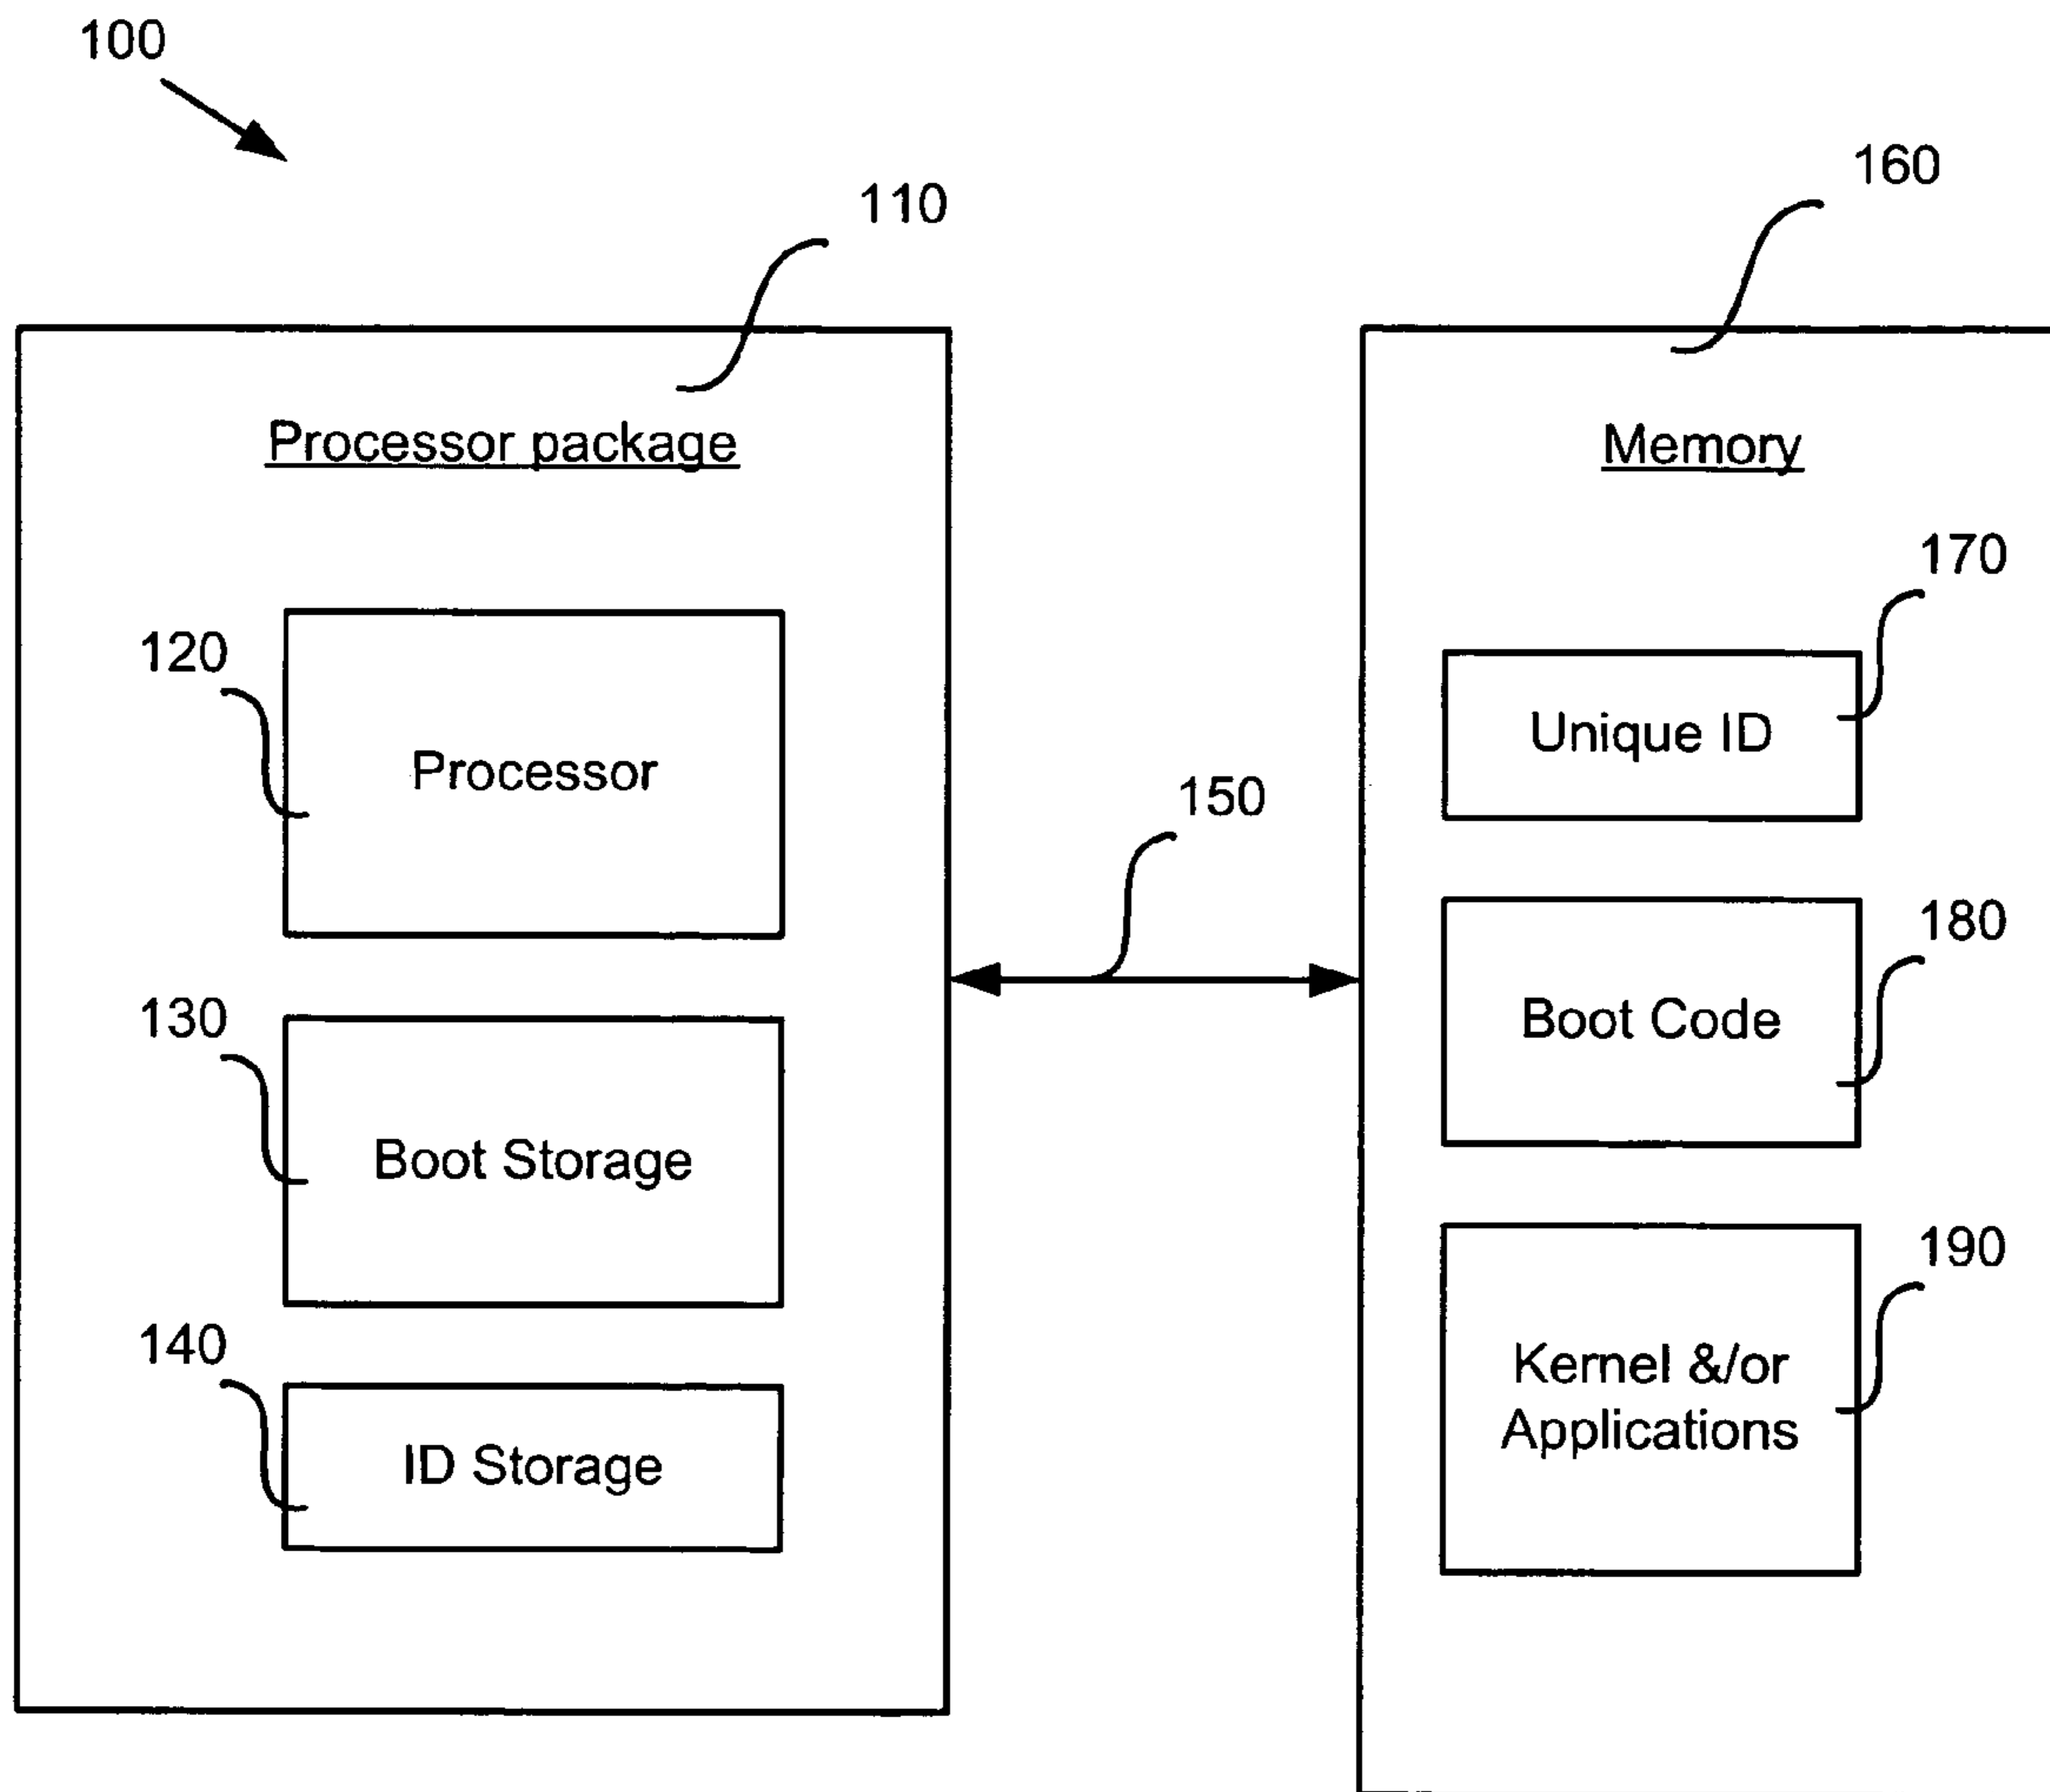 100
110
160
Processor package
Memory
170
120
Unique ID
Processor
150
180
130
Boot Code
Boot Storage
190
140
Kernel &/or
Applications
ID Storage